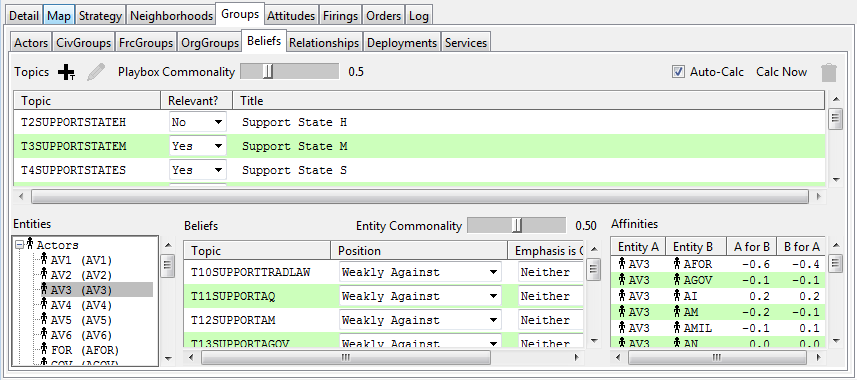 Detail Map Strategy Neighborhoods Groups Attitudes Firings Orders Log
Actors CivGroups FrcGroups OrgGroups Beliefs Relationships Deployments Services
Topics T Playbox Commonality 0.5 Auto-Calc Calc Now
Topic Relevant? Title
T2SUPPORTSTATEH No Support State H
T3SUPPORTSTATEM Yes Support State M
T4SUPPORTSTATES Yes Support State S
Entities
Actors
AV1 (AV1)
AV2 (AV2)
AV3 (AV3)
AV4 (AV4)
AV5 (AV5)
AV6 (AV6)
FOR (AFOR)
GOV (AGOV)
Beliefs Entity Commonality 0.50
Topic Position Emphasis is
T10SUPPORTTRADLAW Weakly Against Neither
T11SUPPORTAQ Weakly Against Neither
T12SUPPORTAM Weakly Against Neither
T13SUPPORTAGOV Weakly Against Neither
Affinities
Entity A Entity B A for B B for A
AV3 AFOR -0.6 -0.4
AV3 AGOV -0.1 -0.1
AV3 AI 0.2 0.2
AV3 AM -0.2 -0.1
AV3 AMIL -0.1 0.1
AV3 AN 0.0 0.0